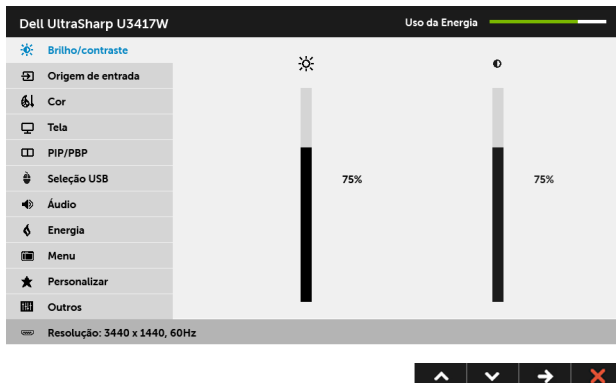 Dell UltraSharp U3417W
Uso da Energia
Brilho/contraste
Origem de entrada
Cor
Tela
PIP/PBP
Seleção USB
Áudio
Energia
Menu
Personalizar
Outros
75%
75%
Resolução: 3440 x 1440, 60Hz